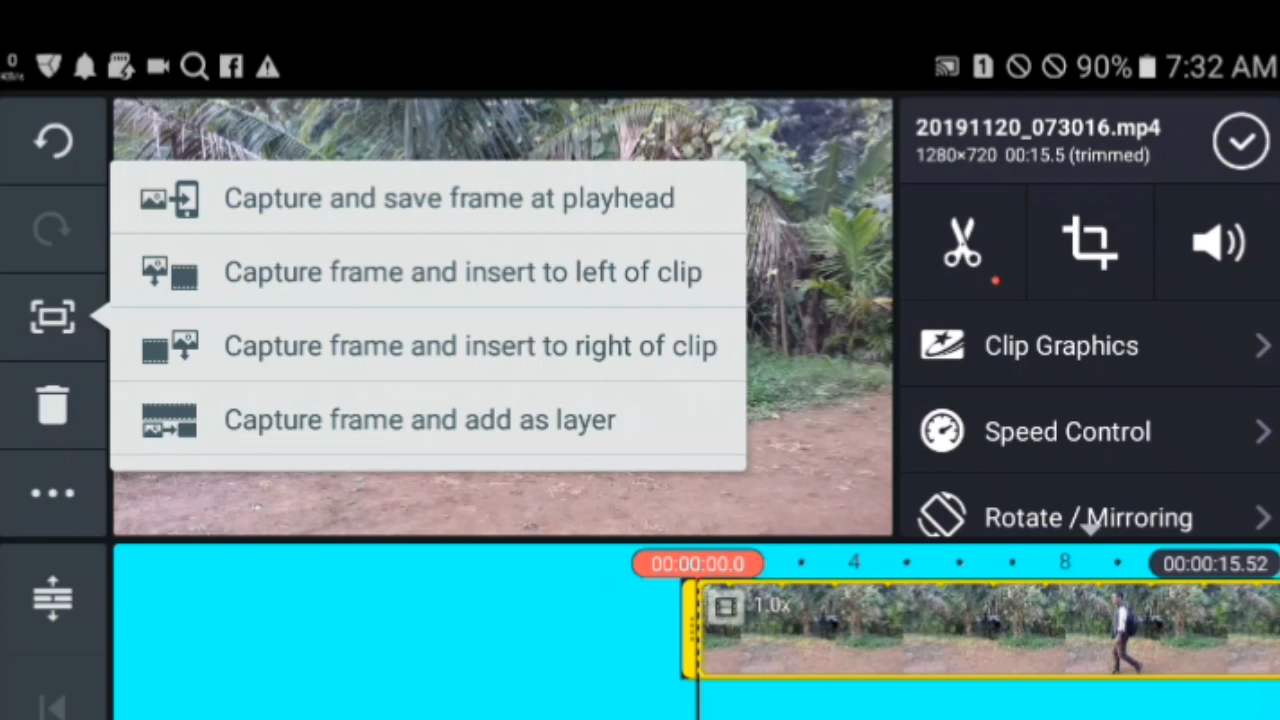 0
90%
7:32 AM
1
20191120_073016.mp4
1280×720 00:15.5 (trimmed)
Capture and save frame at playhead
Capture frame and insert to left of clip
Capture frame and insert to right of clip
Capture frame and add as layer
Clip Graphics
Speed Control
Rotate / Mirroring
00:00:00.0
4
8
00:00:15.52
1.0x